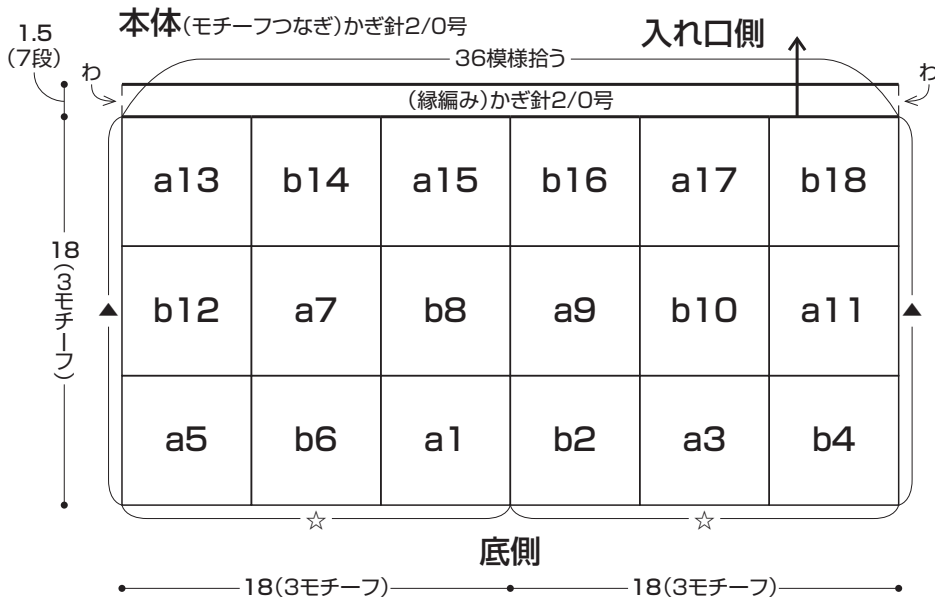 本体(モチーフつなぎ)かぎ針2/0号
入れ口側
1.5
(7段)
わ
36模様拾う
わ
(縁編み)かぎ針2/0号
a13 b14 a15 b16 a17 b18
18
(3モチーフ)
▲ b12 a7 b8 a9 b10 a11 ▲
a5 b6 a1 b2 a3 b4
☆ ☆
底側
18(3モチーフ) 18(3モチーフ)